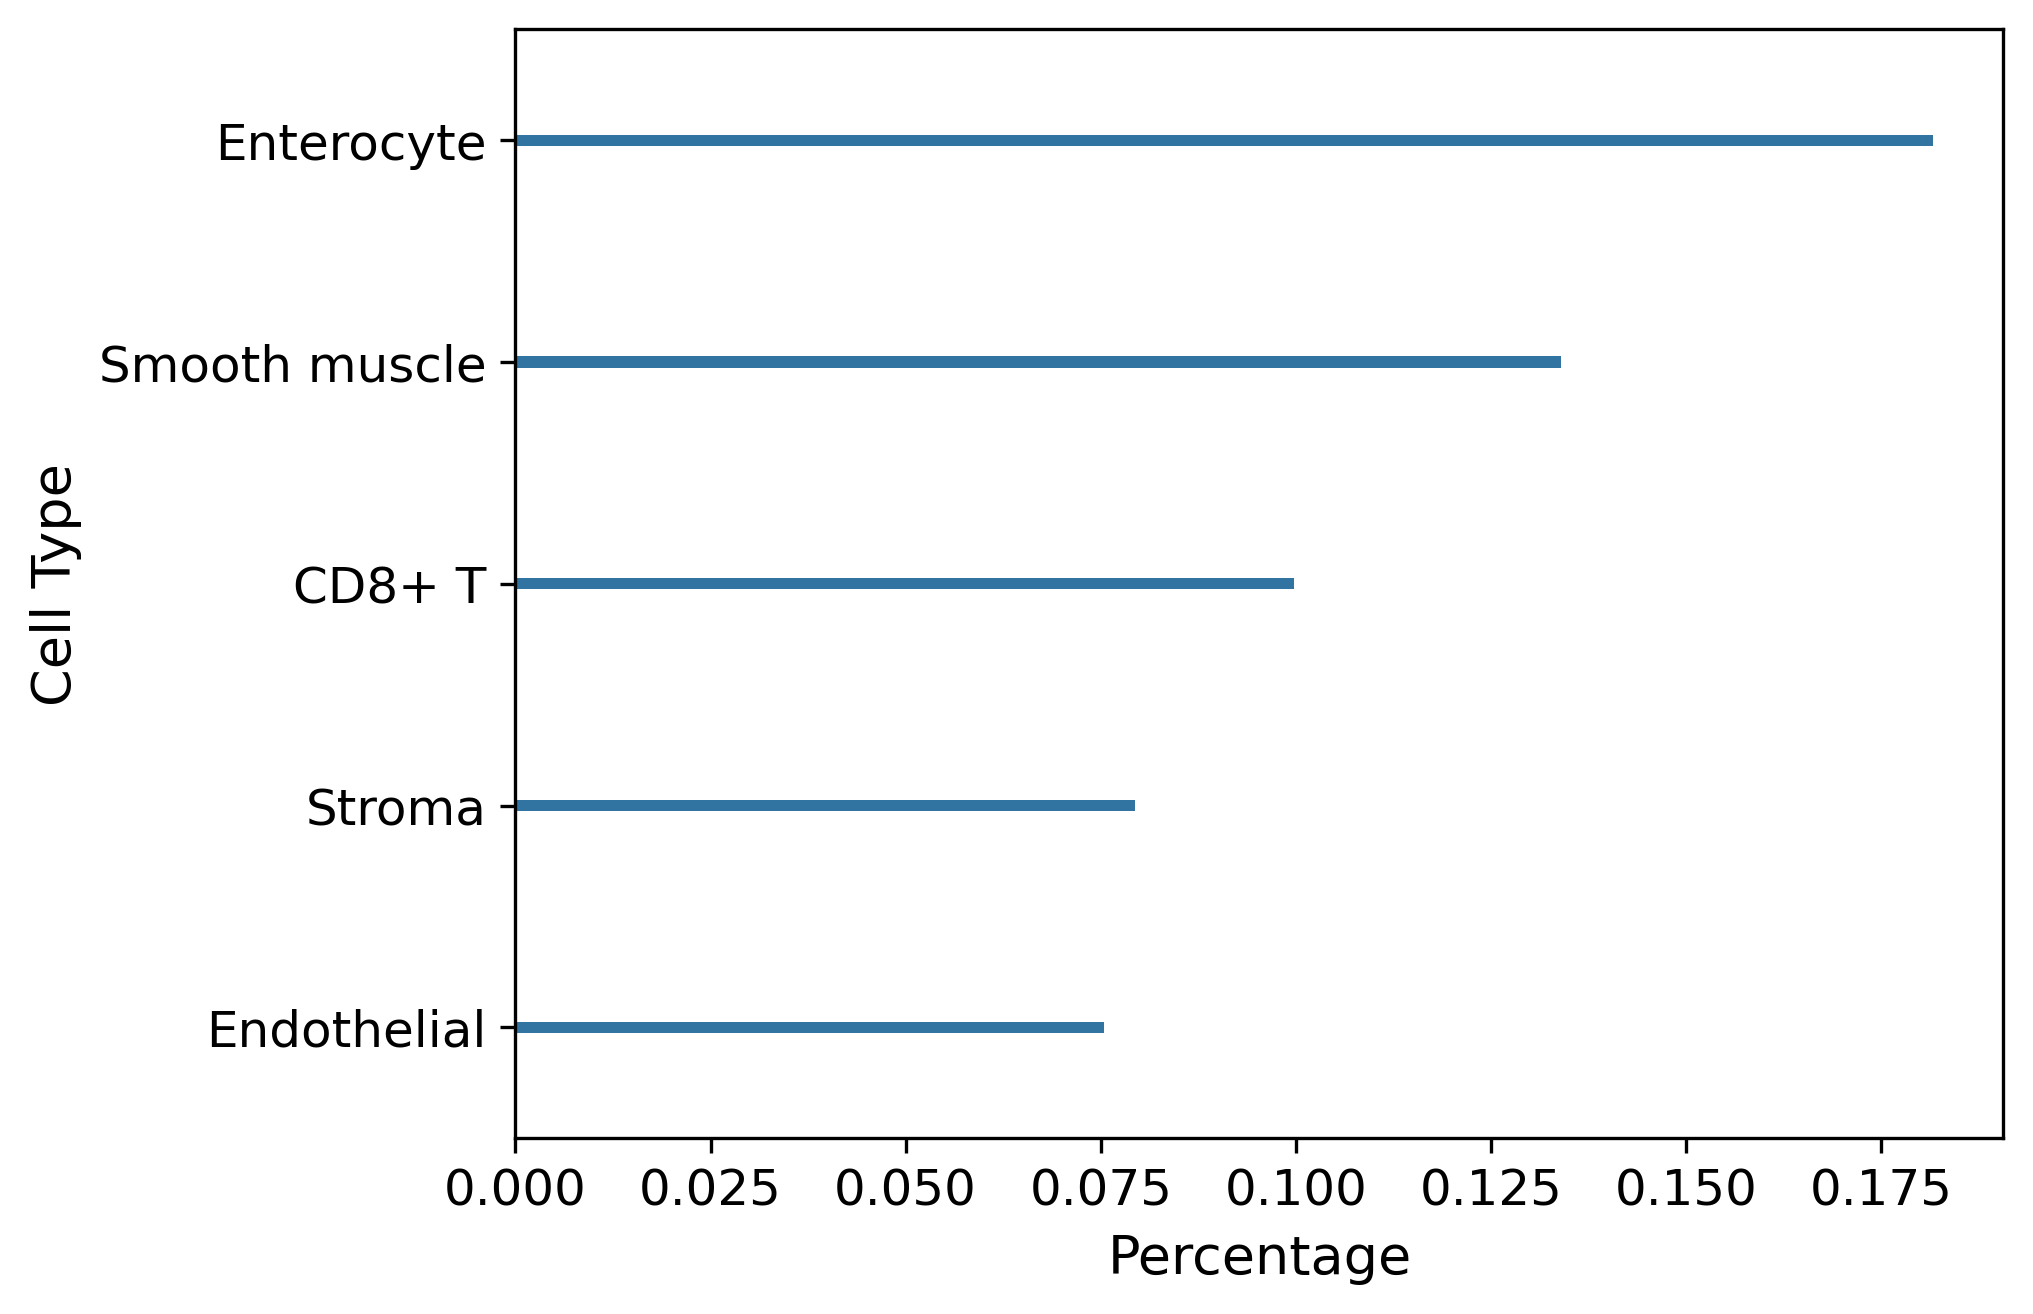 Enterocyte
Smooth muscle
CD8+ T
Stroma
Endothelial
Cell Type
0.000 0.025 0.050 0.075 0.100 0.125 0.150 0.175
Percentage